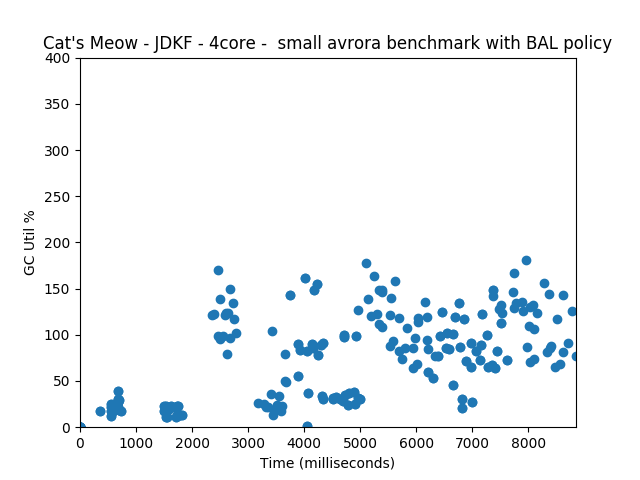 Cat's Meow - JDKF - 4core -  small avrora benchmark with BAL policy
400
350
300
250
200
150
100
50
0
GC Util %
0 1000 2000 3000 4000 5000 6000 7000 8000
Time (milliseconds)